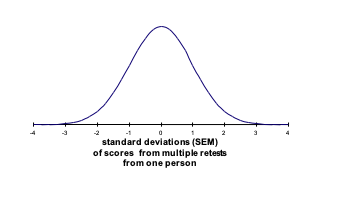 -4 -3 -2 -1 0 1 2 3 4
standard deviations (SEM)
of scores from multiple retests
from one person